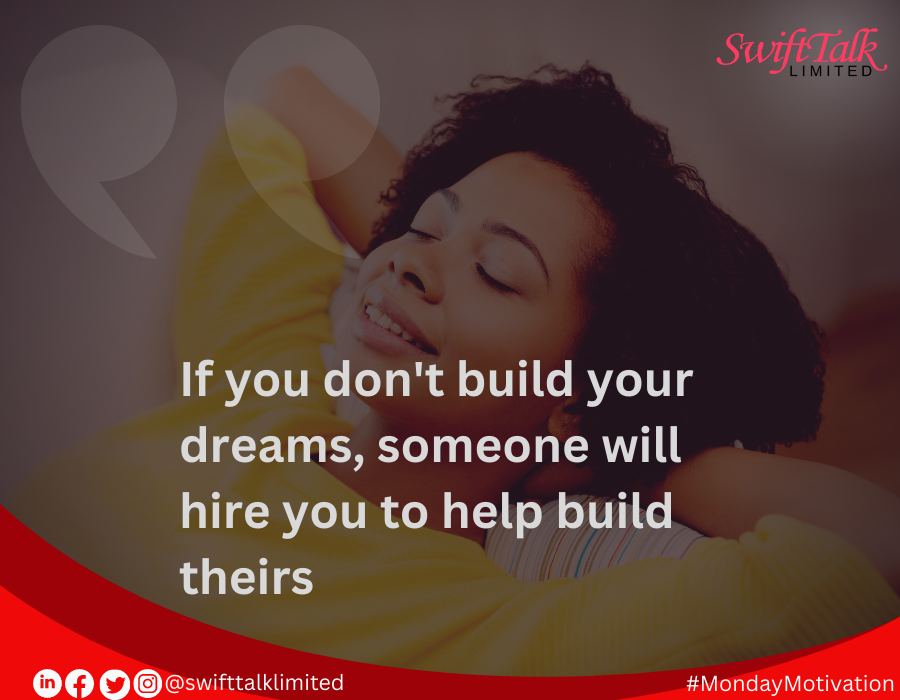 SwiftTalk
LIMITED
If you don't build your
dreams, someone will
hire you to help build
theirs
@swifttalklimited
#MondayMotivation